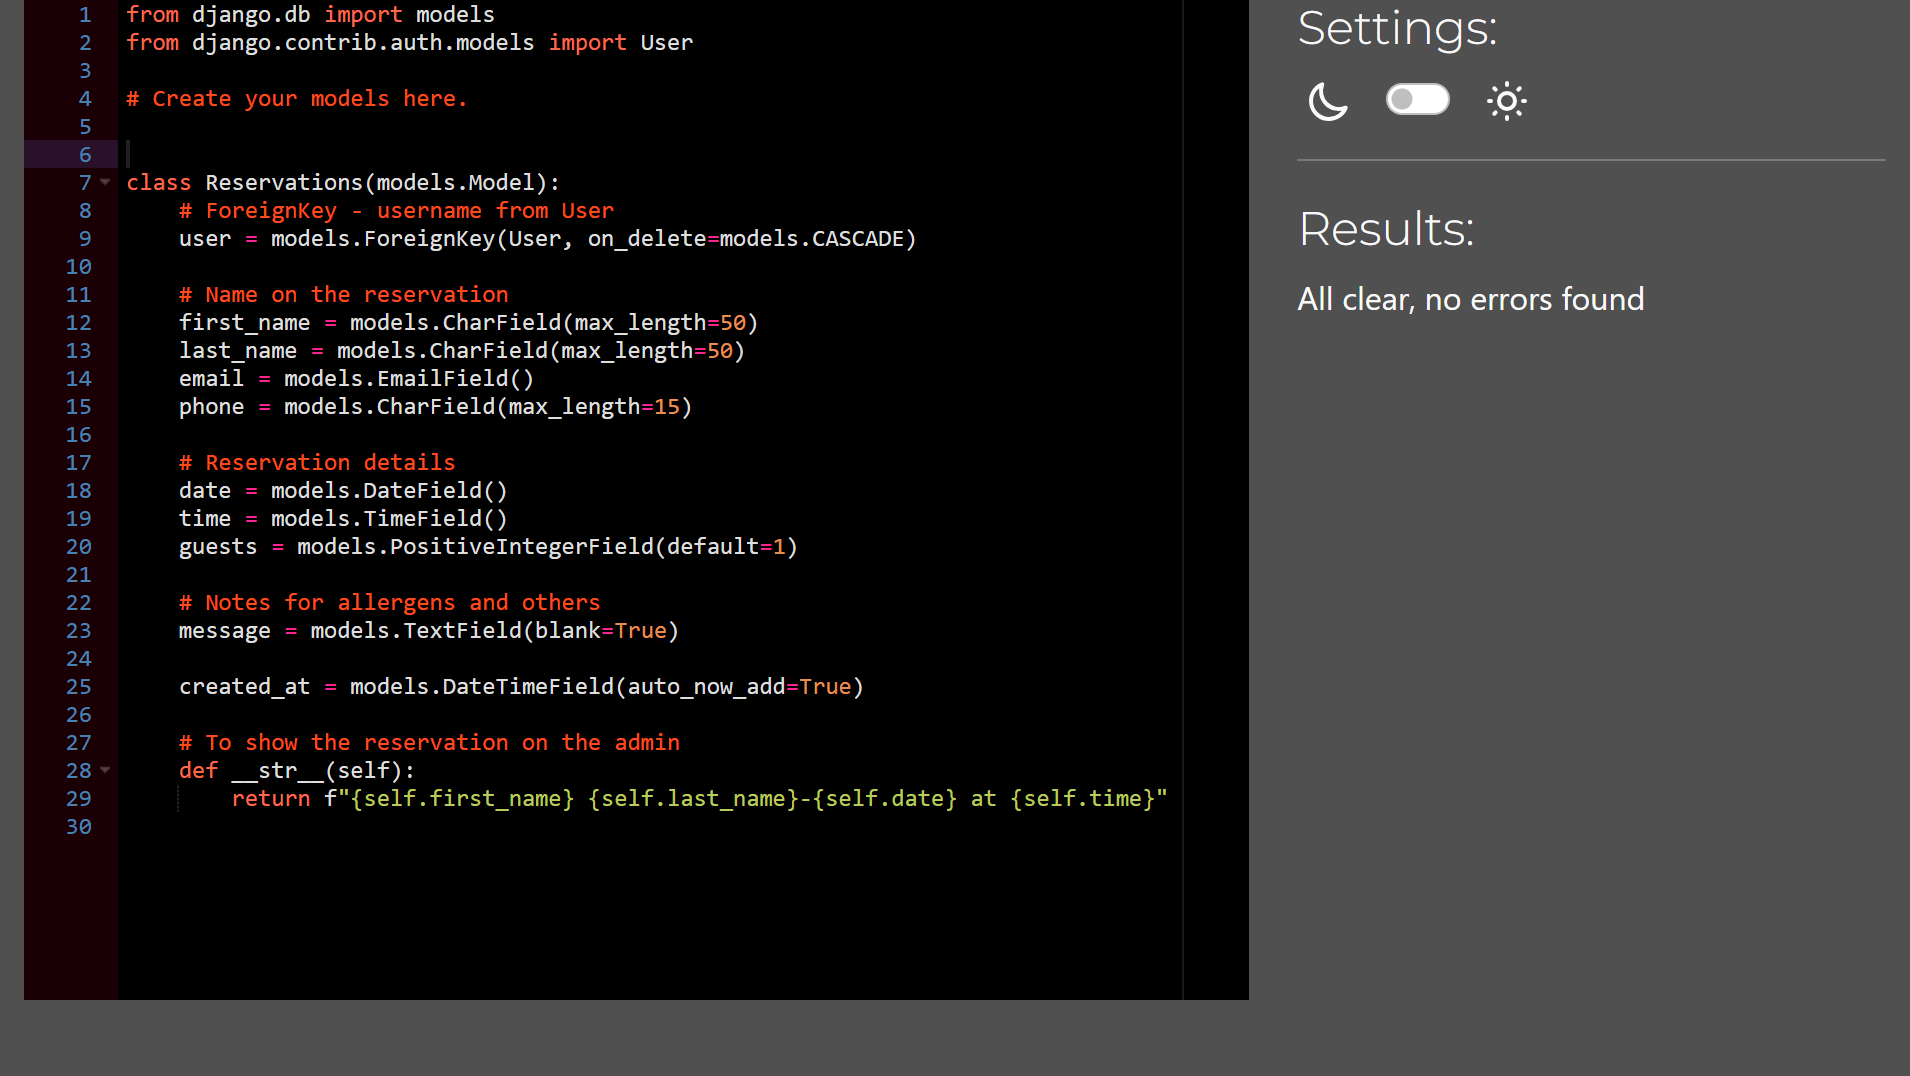 1 from django.db import models
2 from django.contrib.auth.models import User
3
4 # Create your models here.
5
6
7 class Reservations(models.Model):
8     # ForeignKey - username from User
9     user = models.ForeignKey(User, on_delete=models.CASCADE)
10
11     # Name on the reservation
12     first_name = models.CharField(max_length=50)
13     last_name = models.CharField(max_length=50)
14     email = models.EmailField()
15     phone = models.CharField(max_length=15)
16
17     # Reservation details
18     date = models.DateField()
19     time = models.TimeField()
20     guests = models.PositiveIntegerField(default=1)
21
22     # Notes for allergens and others
23     message = models.TextField(blank=True)
24
25     created_at = models.DateTimeField(auto_now_add=True)
26
27     # To show the reservation on the admin
28     def __str__(self):
29         return f"{self.first_name} {self.last_name}-{self.date} at {self.time}"
30
Settings:
Results:
All clear, no errors found